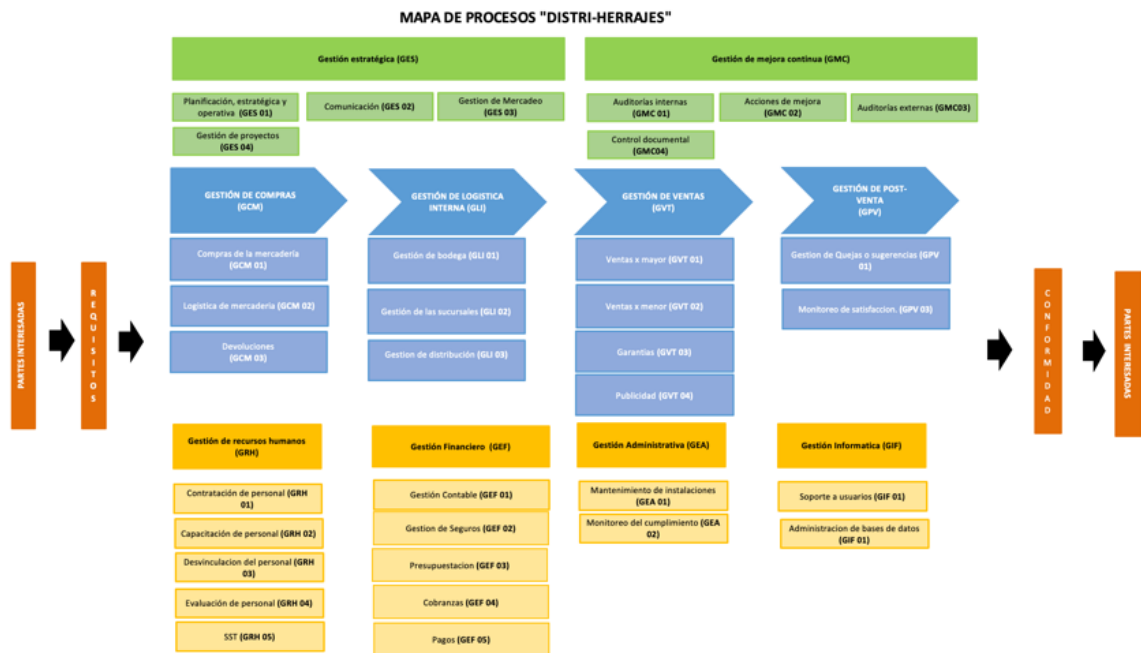 MAPA DE PROCESOS "DISTRI-HERRAJES"
Gestión estratégica (GES)
Gestión de mejora continua (GMC)
Planificación, estratégica y
operativa (GES 01)
Comunicación (GES 02)
Gestion de Mercadeo
(GES 03)
Gestión de proyectos
(GES 04)
Auditorías internas
(GMC 01)
Acciones de mejora
(GMC 02)
Auditorías externas (GMC03)
Control documental
(GMC04)
GESTIÓN DE COMPRAS
(GCM)
GESTIÓN DE LOGISTICA
INTERNA (GLI)
GESTIÓN DE VENTAS
(GVT)
GESTIÓN DE POST-
VENTA
(GPV)
PARTES INTERESADAS
REQUISITOS
Compras de la mercadería
(GCM 01)
Logística de mercadería (GCM 02)
Devoluciones
(GCM 03)
Gestión de bodega (GLI 01)
Gestión de las sucursales (GLI 02)
Gestion de distribución (GLI 03)
Ventas x mayor (GVT 01)
Ventas x menor (GVT 02)
Garantias (GVT 03)
Publicidad (GVT 04)
Gestion de Quejas o sugerencias (GPV
01)
Monitoreo de satisfaccion. (GPV 03)
CONFORMIDAD
PARTES INTERESADAS
Gestión de recursos humanos
(GRH)
Gestión Financiero (GEF)
Gestión Administrativa (GEA)
Gestión Informatica (GIF)
Contratación de personal (GRH
01)
Capacitación de personal (GRH 02)
Desvinculacion del personal (GRH
03)
Evaluación de personal (GRH 04)
SST (GRH 05)
Gestión Contable (GEF 01)
Gestion de Seguros (GEF 02)
Presupuestacion (GEF 03)
Cobranzas (GEF 04)
Pagos (GEF 05)
Mantenimiento de instalaciones
(GEA 01)
Monitoreo del cumplimiento (GEA
02)
Soporte a usuarios (GIF 01)
Administracion de bases de datos
(GIF 01)